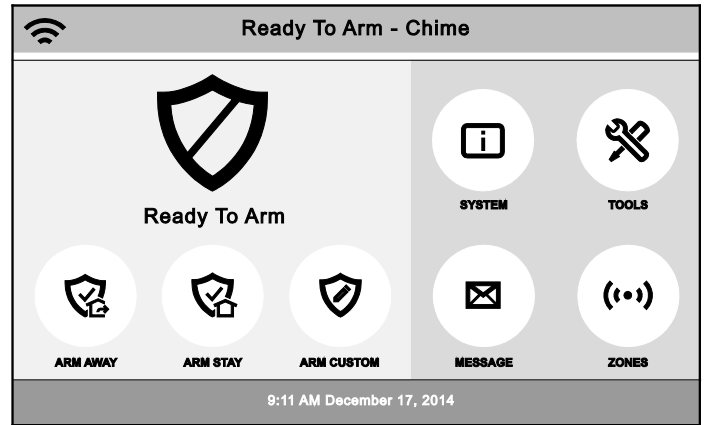 Ready To Arm - Chime
Ready To Arm
SYSTEM
TOOLS
ARM AWAY
ARM STAY
ARM CUSTOM
MESSAGE
ZONES
9:11 AM December 17, 2014